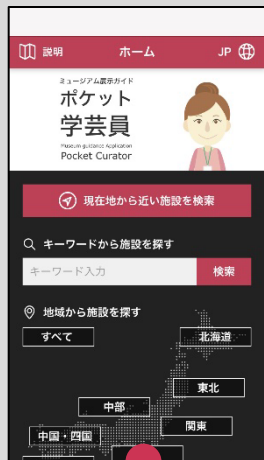 説明 ホーム JP
ミュージアム展示ガイド
ポケット
学芸員
Museum guidance Application
Pocket Curator
現在地から近い施設を検索
キーワードから施設を探す
キーワード入力 検索
地域から施設を探す
すべて 北海道
東北
中部
関東
中国・四国